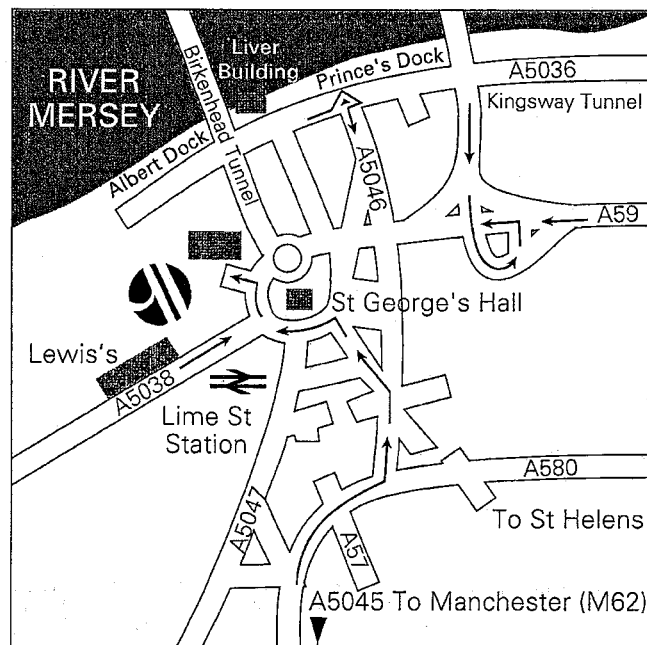 RIVER
MERSEY
Liver
Building
Birkenhead Tunnel
Prince's Dock
Albert Dock
A5036
Kingsway Tunnel
A5046
A59
St George's Hall
Lewis's
A5038
Lime St
Station
A5047
A580
To St Helens
A57
A5045 To Manchester (M62)